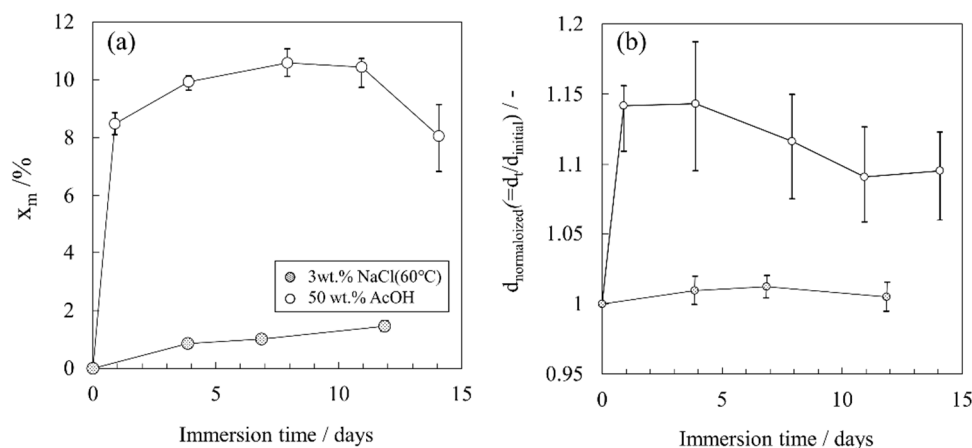 (a)
12
10
8
6
4
2
0
x_m /%
3wt.% NaCl(60℃)
50 wt.% AcOH
0 5 10 15
Immersion time / days
(b)
1.2
1.15
1.1
1.05
1
0.95
d_normaloized(=d_t/d_initial) / -
0 5 10 15
Immersion time / days